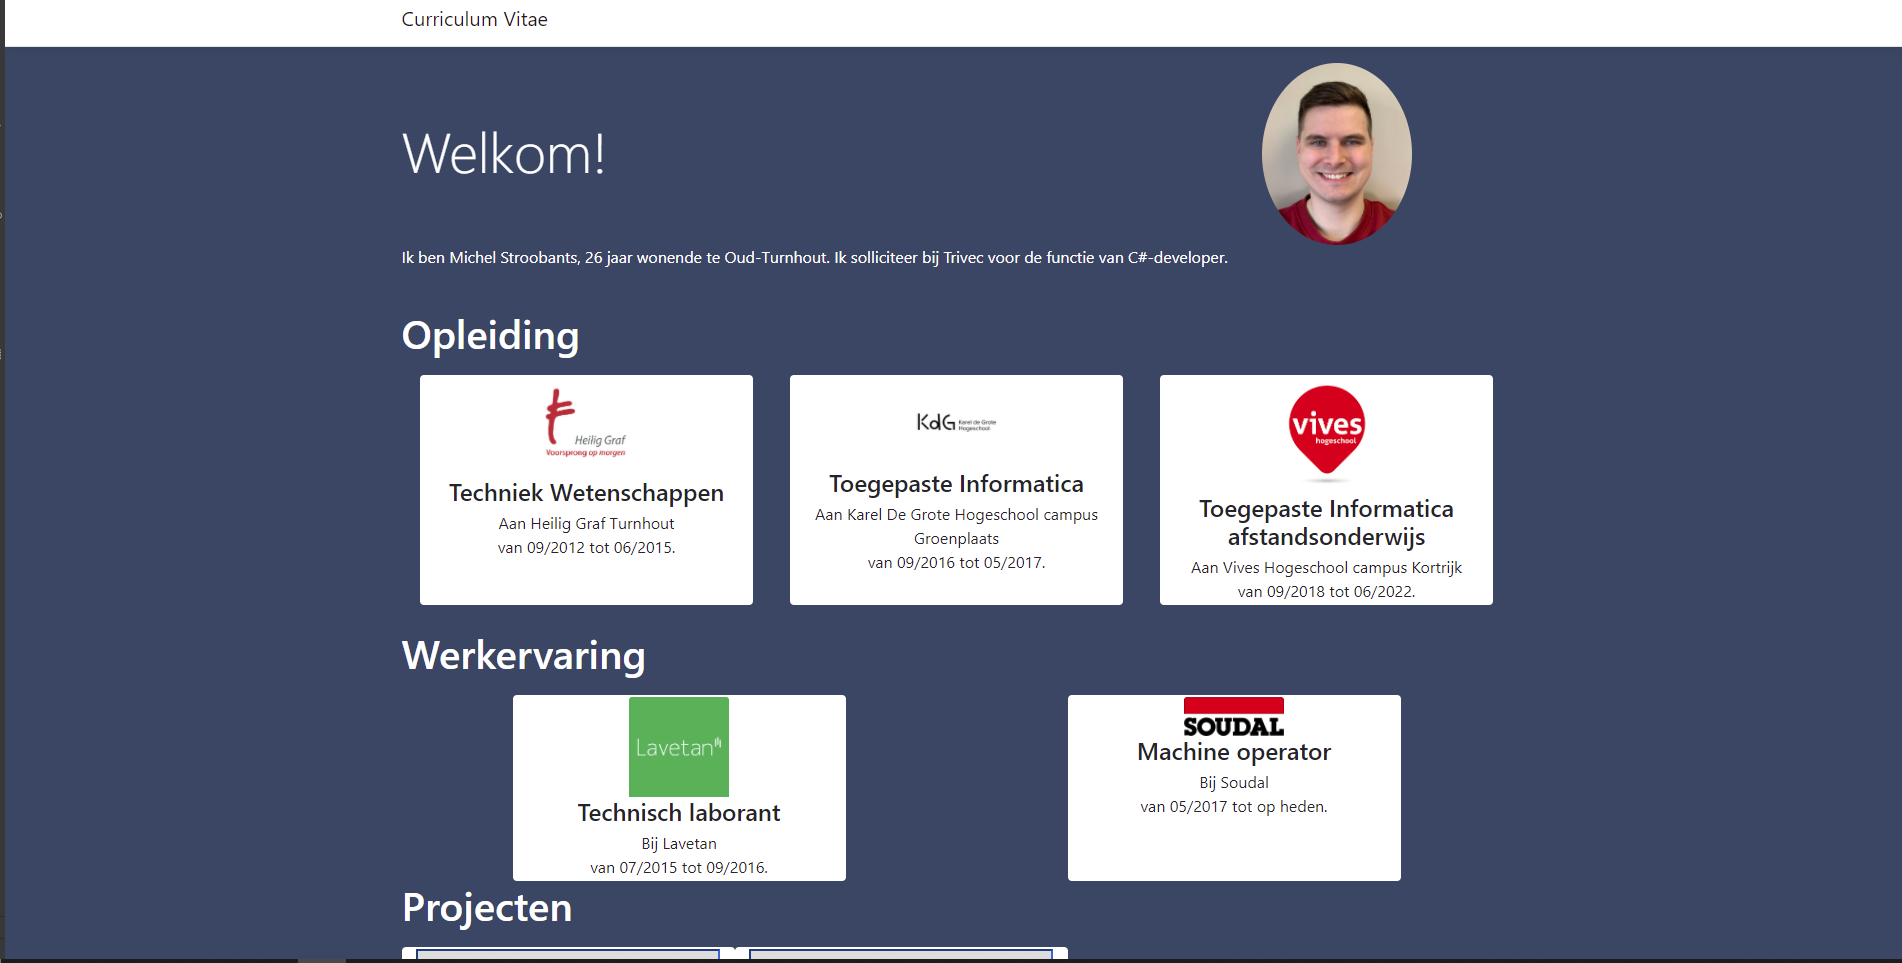 Curriculum Vitae
Welkom!
Ik ben Michel Stroobants, 26 jaar wonende te Oud-Turnhout. Ik solliciteer bij Trivec voor de functie van C#-developer.
Opleiding
Heilig Graf
Voorsprong op morgen
Techniek Wetenschappen
Aan Heilig Graf Turnhout
van 09/2012 tot 06/2015.
KdG Karel de Grote
Hogeschool
Toegepaste Informatica
Aan Karel De Grote Hogeschool campus
Groenplaats
van 09/2016 tot 05/2017.
vives
hogeschool
Toegepaste Informatica
afstandsonderwijs
Aan Vives Hogeschool campus Kortrijk
van 09/2018 tot 06/2022.
Werkervaring
Lavetan
Technisch laborant
Bij Lavetan
van 07/2015 tot 09/2016.
SOUDAL
Machine operator
Bij Soudal
van 05/2017 tot op heden.
Projecten